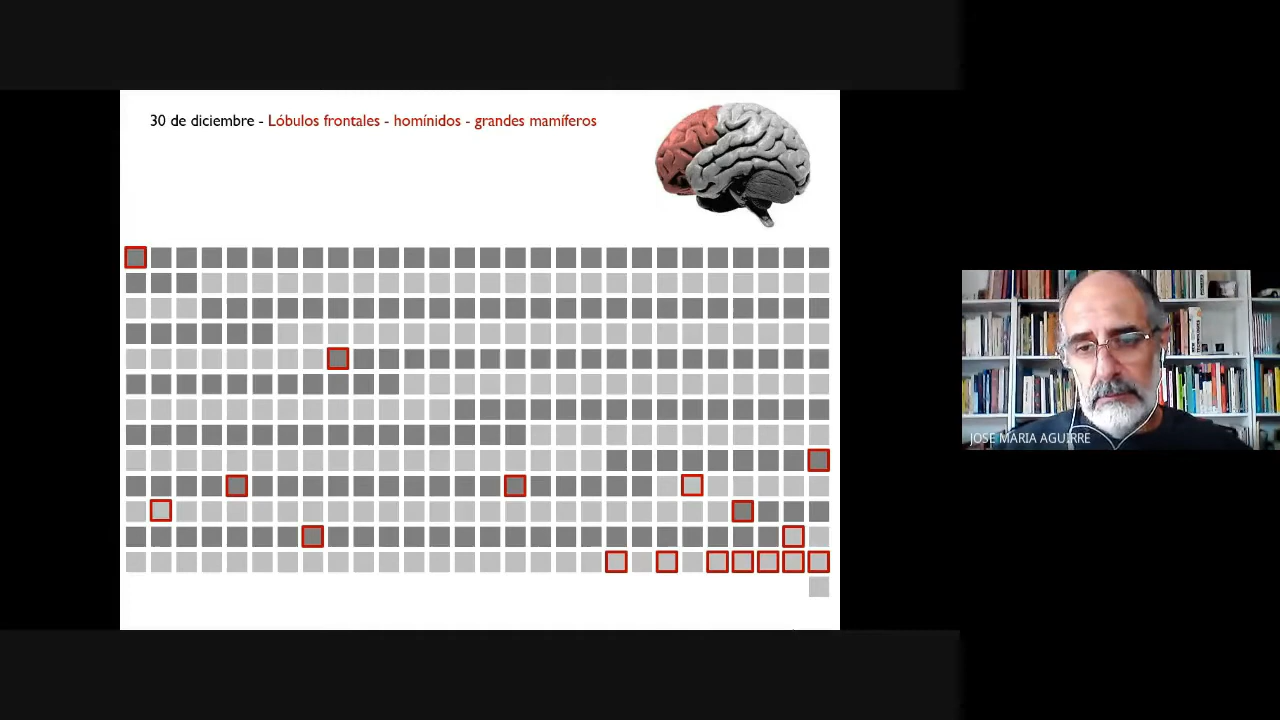 30 de diciembre - Lóbulos frontales - homínidos - grandes mamíferos
JOSE MARIA AGUIRRE